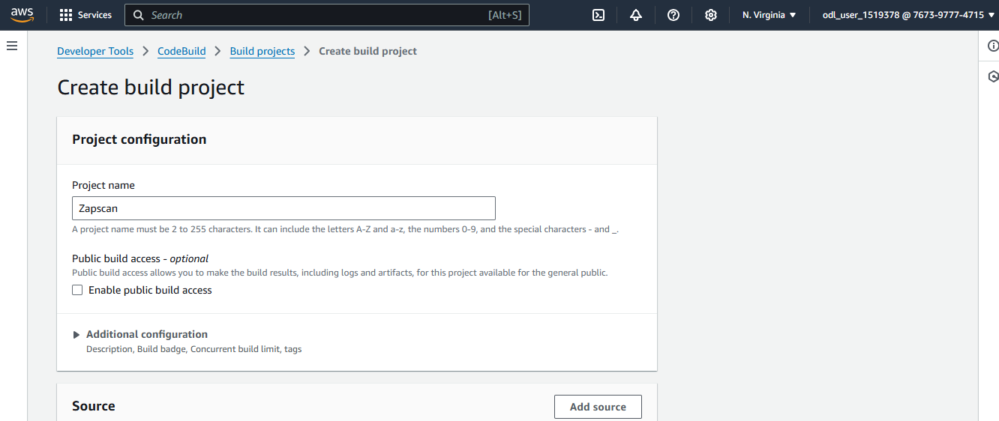 aws Services Search [Alt+S] N. Virginia odl_user_1519378 @ 7673-9777-4715
Developer Tools CodeBuild Build projects Create build project
Create build project
Project configuration
Project name
Zapscan
A project name must be 2 to 255 characters. It can include the letters A-Z and a-z, the numbers 0-9, and the special characters - and _.
Public build access - optional
Public build access allows you to make the build results, including logs and artifacts, for this project available for the general public.
Enable public build access
Additional configuration
Description, Build badge, Concurrent build limit, tags
Source Add source